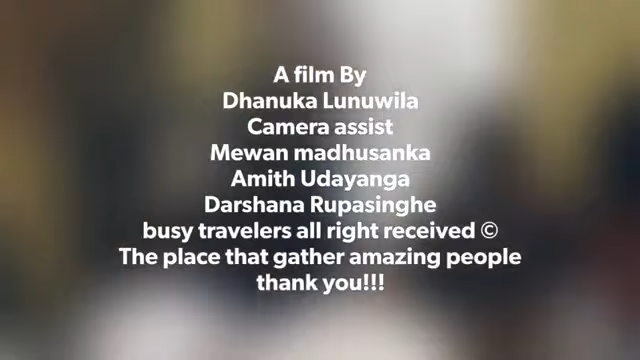 A film By
Dhanuka Lunuwila
Camera assist
Mewan madhusanka
Amith Udayanga
Darshana Rupasinghe
busy travelers all right received ©
The place that gather amazing people
thank you!!!